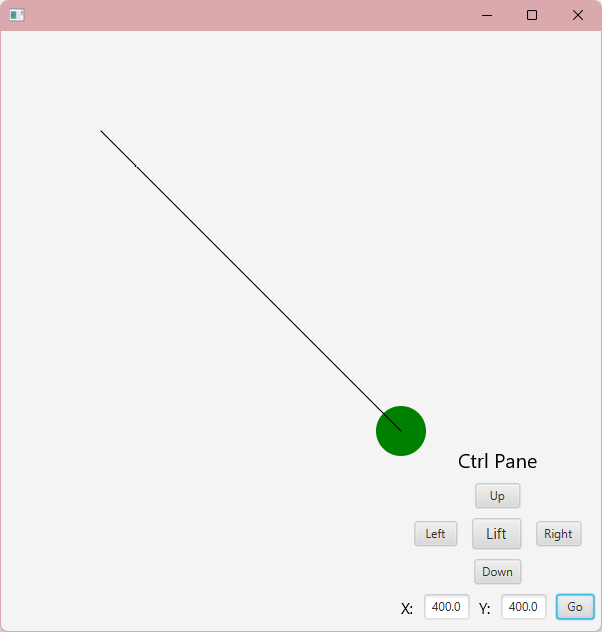 Ctrl Pane
Up
Left Lift Right
Down
X: 400.0 Y: 400.0 Go